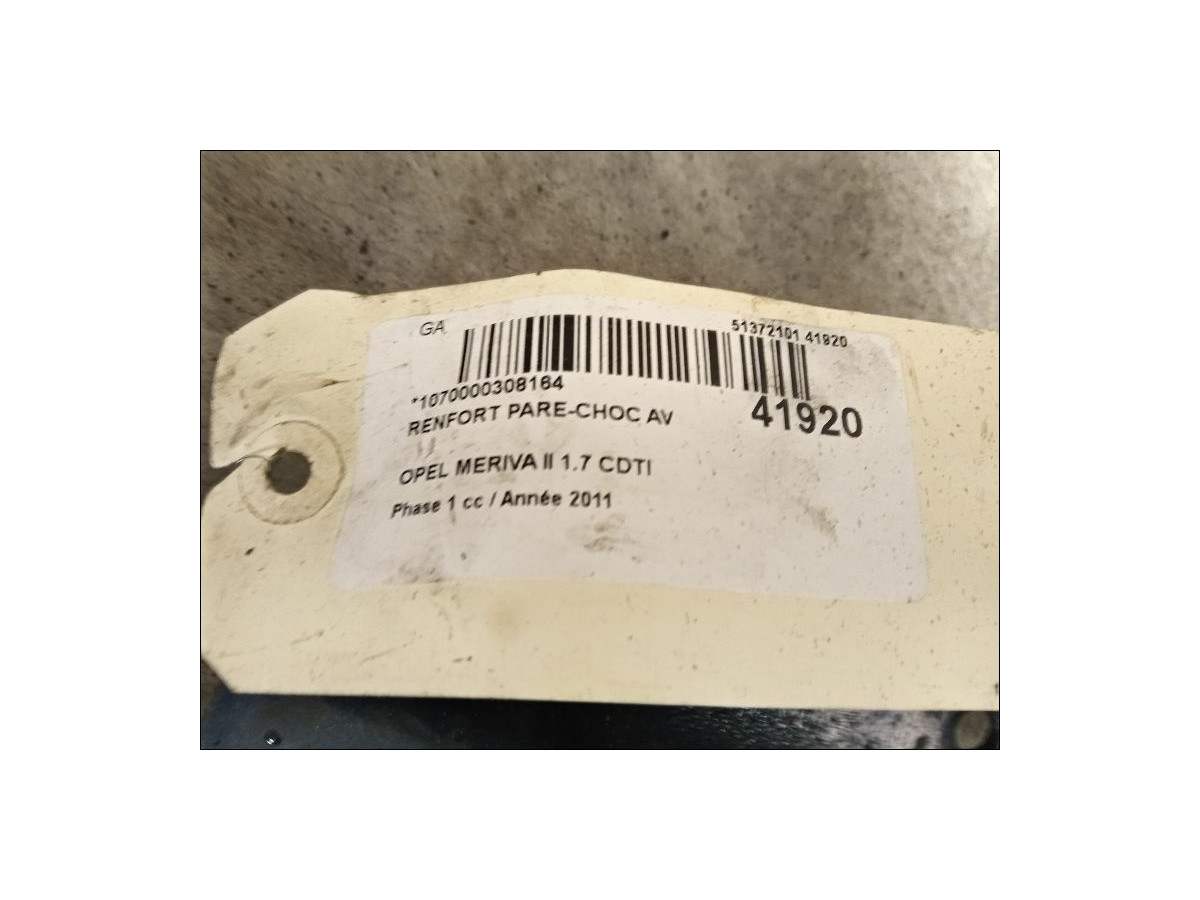 GA
51372101 41920
*1070000308164
41920
RENFORT PARE-CHOC AV
OPEL MERIVA II 1.7 CDTI
Phase 1 cc / Année 2011